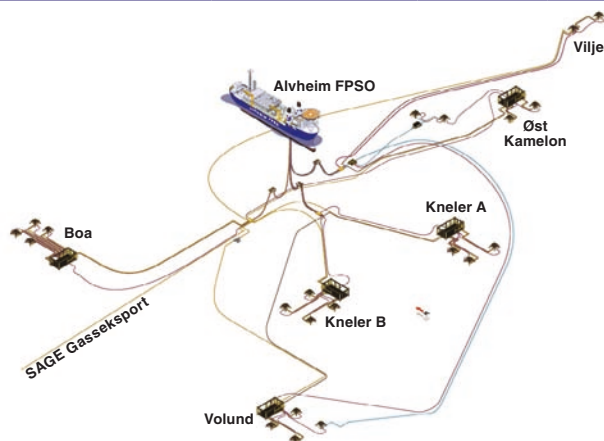 Vilje
Alvheim FPSO
Øst
Kamelon
Kneler A
Boa
SAGE Gasseksport
Kneler B
Volund